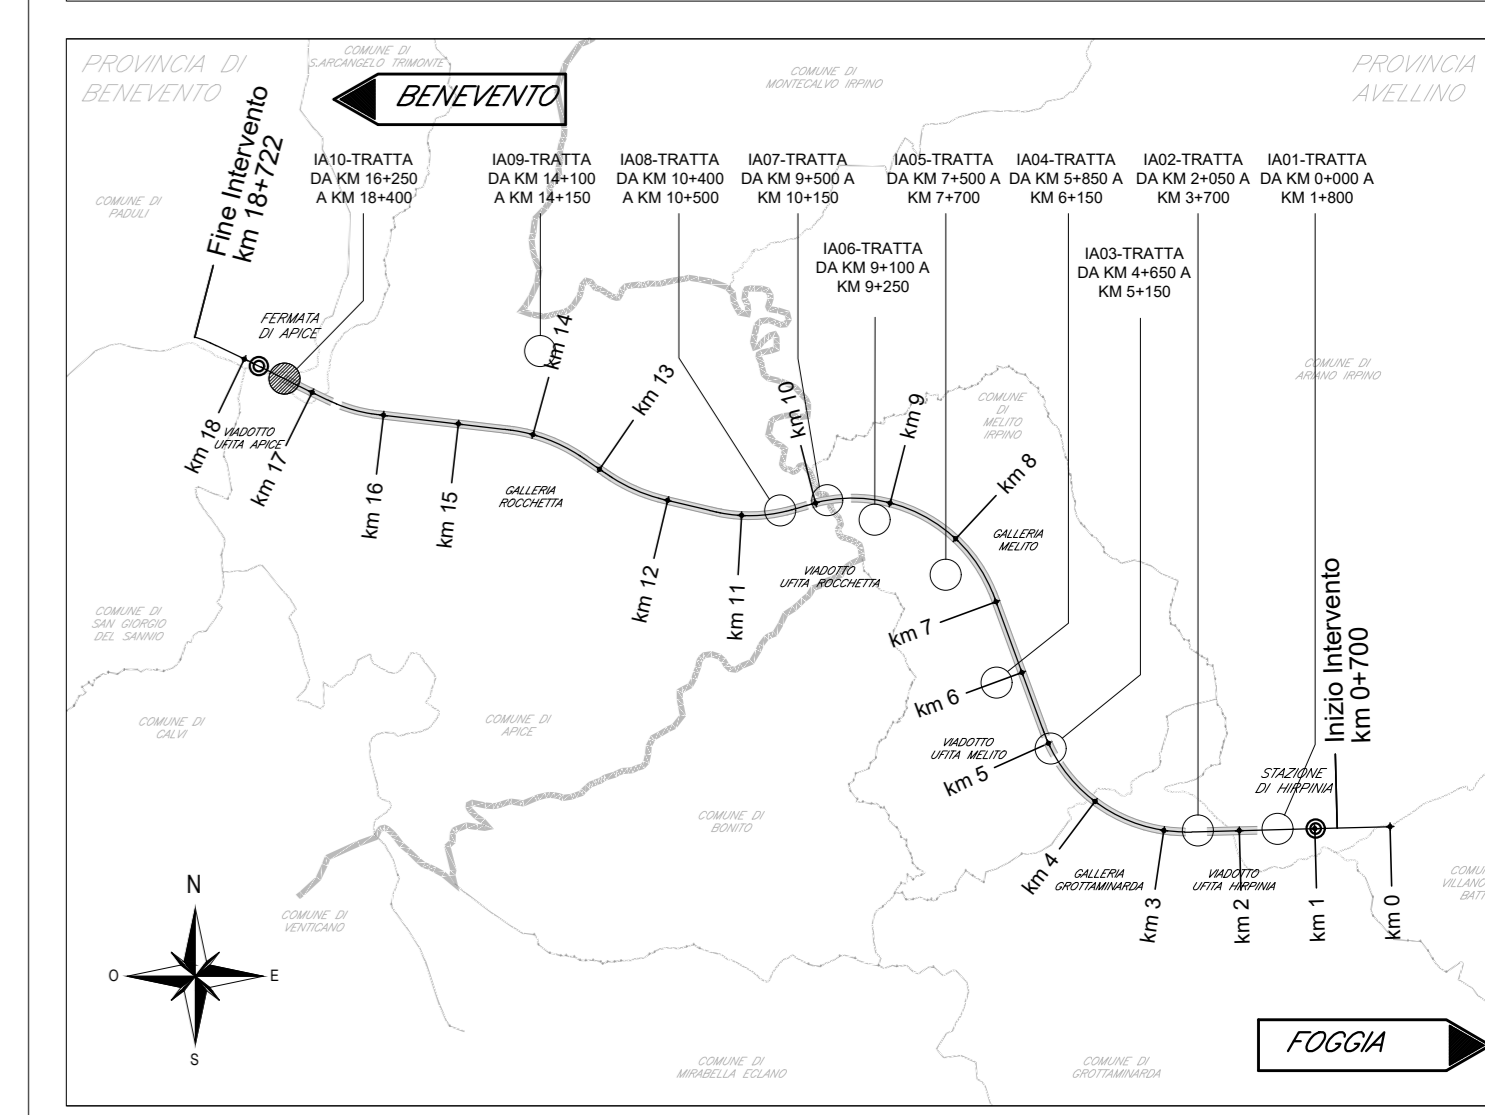 PROVINCIA DI
BENEVENTO
COMUNE DI
S.ARCANGELO TRIMONTE
BENEVENTO
COMUNE DI
MONTECALVO IRPINO
PROVINCIA
AVELLINO
Fine Intervento
km 18+722
IA10-TRATTA
DA KM 16+250
A KM 18+400
IA09-TRATTA
DA KM 14+100
A KM 14+150
IA08-TRATTA
DA KM 10+400
A KM 10+500
IA07-TRATTA
DA KM 9+500 A
KM 10+150
IA05-TRATTA
DA KM 7+500 A
KM 7+700
IA04-TRATTA
DA KM 5+850 A
KM 6+150
IA02-TRATTA
DA KM 2+050 A
KM 3+700
IA01-TRATTA
DA KM 0+000 A
KM 1+800
IA06-TRATTA
DA KM 9+100 A
KM 9+250
IA03-TRATTA
DA KM 4+650 A
KM 5+150
COMUNE DI
PADULI
FERMATA
DI APICE
COMUNE DI
ARIANO IRPINO
COMUNE
DI
MELITO
IRPINO
km 18
VIADOTTO
UFITA APICE
km 17
km 16
km 15
km 14
km 13
km 12
km 11
km 10
km 9
km 8
km 7
km 6
km 5
km 4
km 3
km 2
km 1
km 0
GALLERIA
ROCCHETTA
VIADOTTO
UFITA ROCCHETTA
GALLERIA
MELITO
VIADOTTO
UFITA MELITO
STAZIONE
DI HIRPINIA
Inizio Intervento
km 0+700
GALLERIA
GROTTAMINARDA
VIADOTTO
UFITA HIRPINIA
COMUNE DI
SAN GIORGIO
DEL SANNIO
COMUNE DI
CALVI
COMUNE DI
APICE
COMUNE DI
BONITO
COMU
VILLANO
BATT
COMUNE DI
VENTICANO
N
O
E
S
COMUNE DI
MIRABELLA ECLANO
COMUNE DI
GROTTAMINARDA
FOGGIA